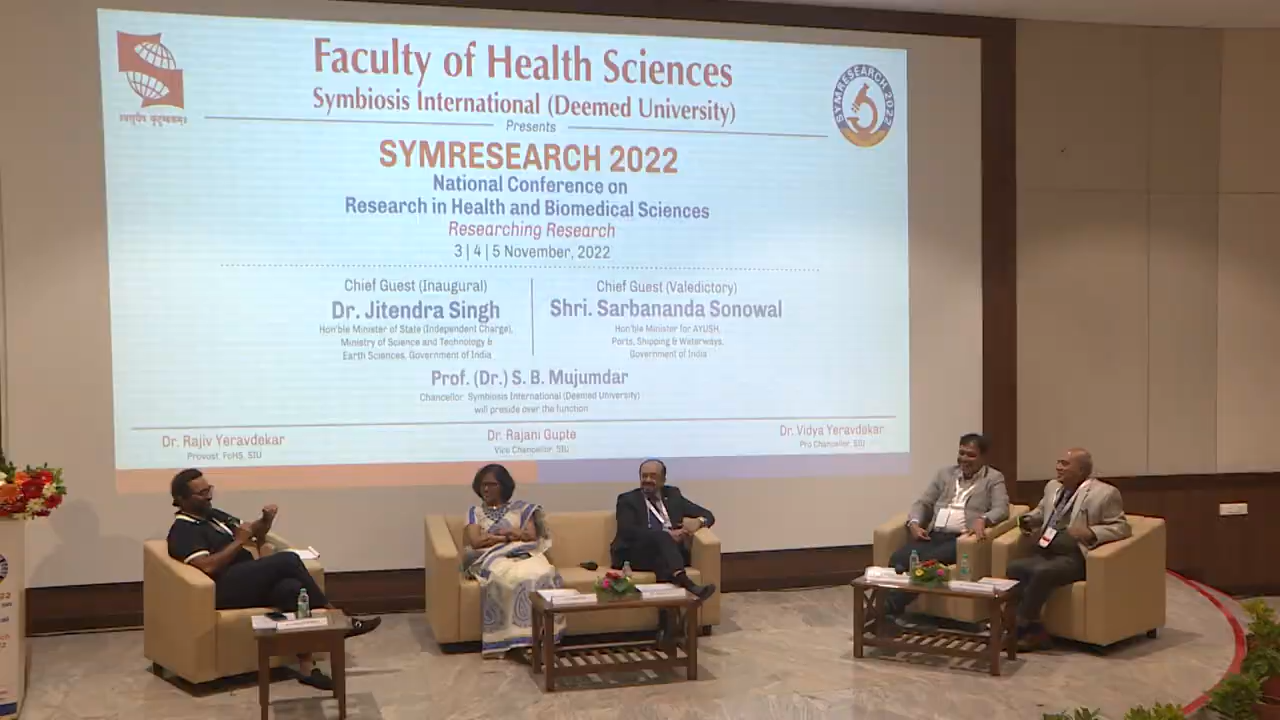 Faculty of Health Sciences
Symbiosis International (Deemed University)
Presents
SYMRESEARCH 2022
SYMRESEARCH 2022
National Conference on
Research in Health and Biomedical Sciences
Researching Research
3 | 4 | 5 November, 2022
Chief Guest (Inaugural)
Dr. Jitendra Singh
Hon'ble Minister of State (Independent Charge),
Ministry of Science and Technology &
Earth Sciences, Government of India
Chief Guest (Valedictory)
Shri. Sarbananda Sonowal
Hon'ble Minister for AYUSH,
Ports, Shipping & Waterways,
Government of India
Prof. (Dr.) S. B. Mujumdar
Chancellor, Symbiosis International (Deemed University)
will preside over the function
Dr. Rajiv Yeravdekar
Provost, FoHS, SIU
Dr. Rajani Gupte
Vice Chancellor, SIU
Dr. Vidya Yeravdekar
Pro Chancellor, SIU